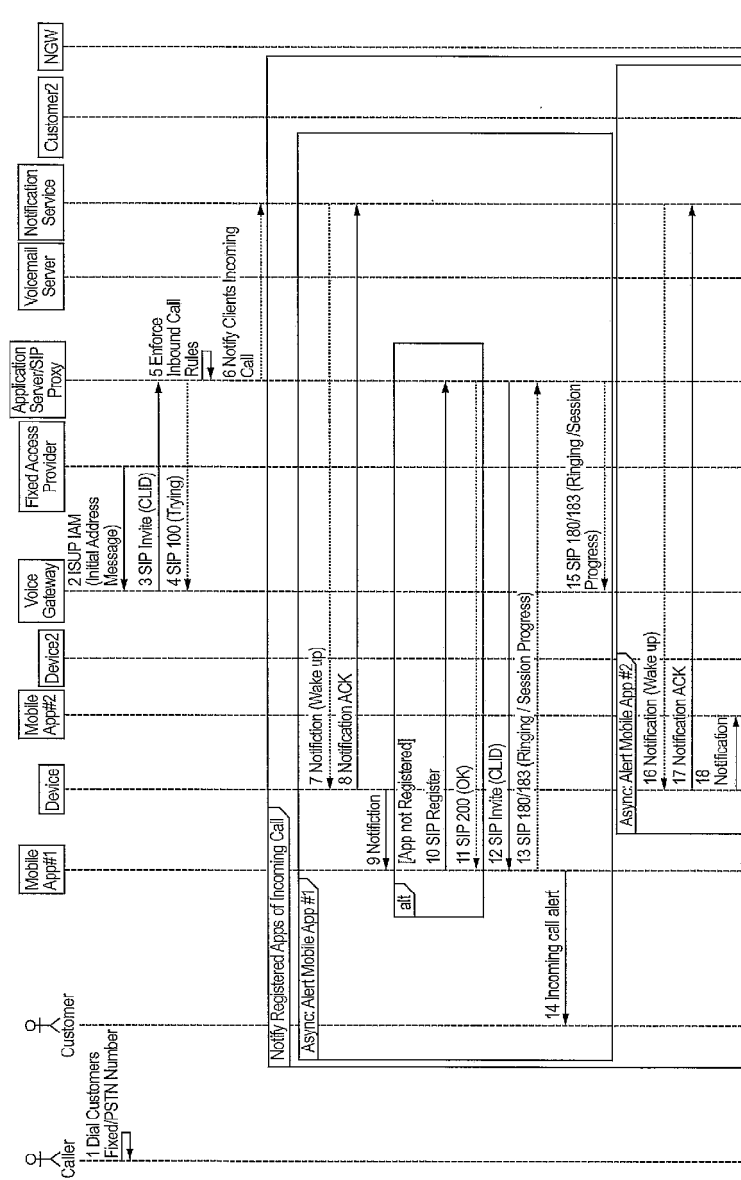 Caller
Customer
Mobile
App#1
Device
Mobile
App#2
Device2
Voice
Gateway
Fixed Access
Provider
Application
Server/SIP
Proxy
Voicemail
Server
Notification
Service
Customer2
NGW
1 Dial Customers
Fixed/PSTN Number
2 ISUP IAM
(Initial Address
Message)
3 SIP Invite (CLID)
4 SIP 100 (Trying)
5 Enforce
Inbound Call
Rules
6 Notify Clients Incoming
Call
Notify Registered Apps of Incoming Call
Async: Alert Mobile App #1
7 Notifiction (Wake up)
8 Notification ACK
9 Notifiction
alt
[App not Registered]
10 SIP Register
11 SIP 200 (OK)
12 SIP Invite (CLID)
13 SIP 180/183 (Ringing / Session Progress)
14 Incoming call alert
15 SIP 180/183 (Ringing /Session
Progress)
Async: Alert Mobile App #2
16 Notification (Wake up)
17 Notification ACK
18
Notification